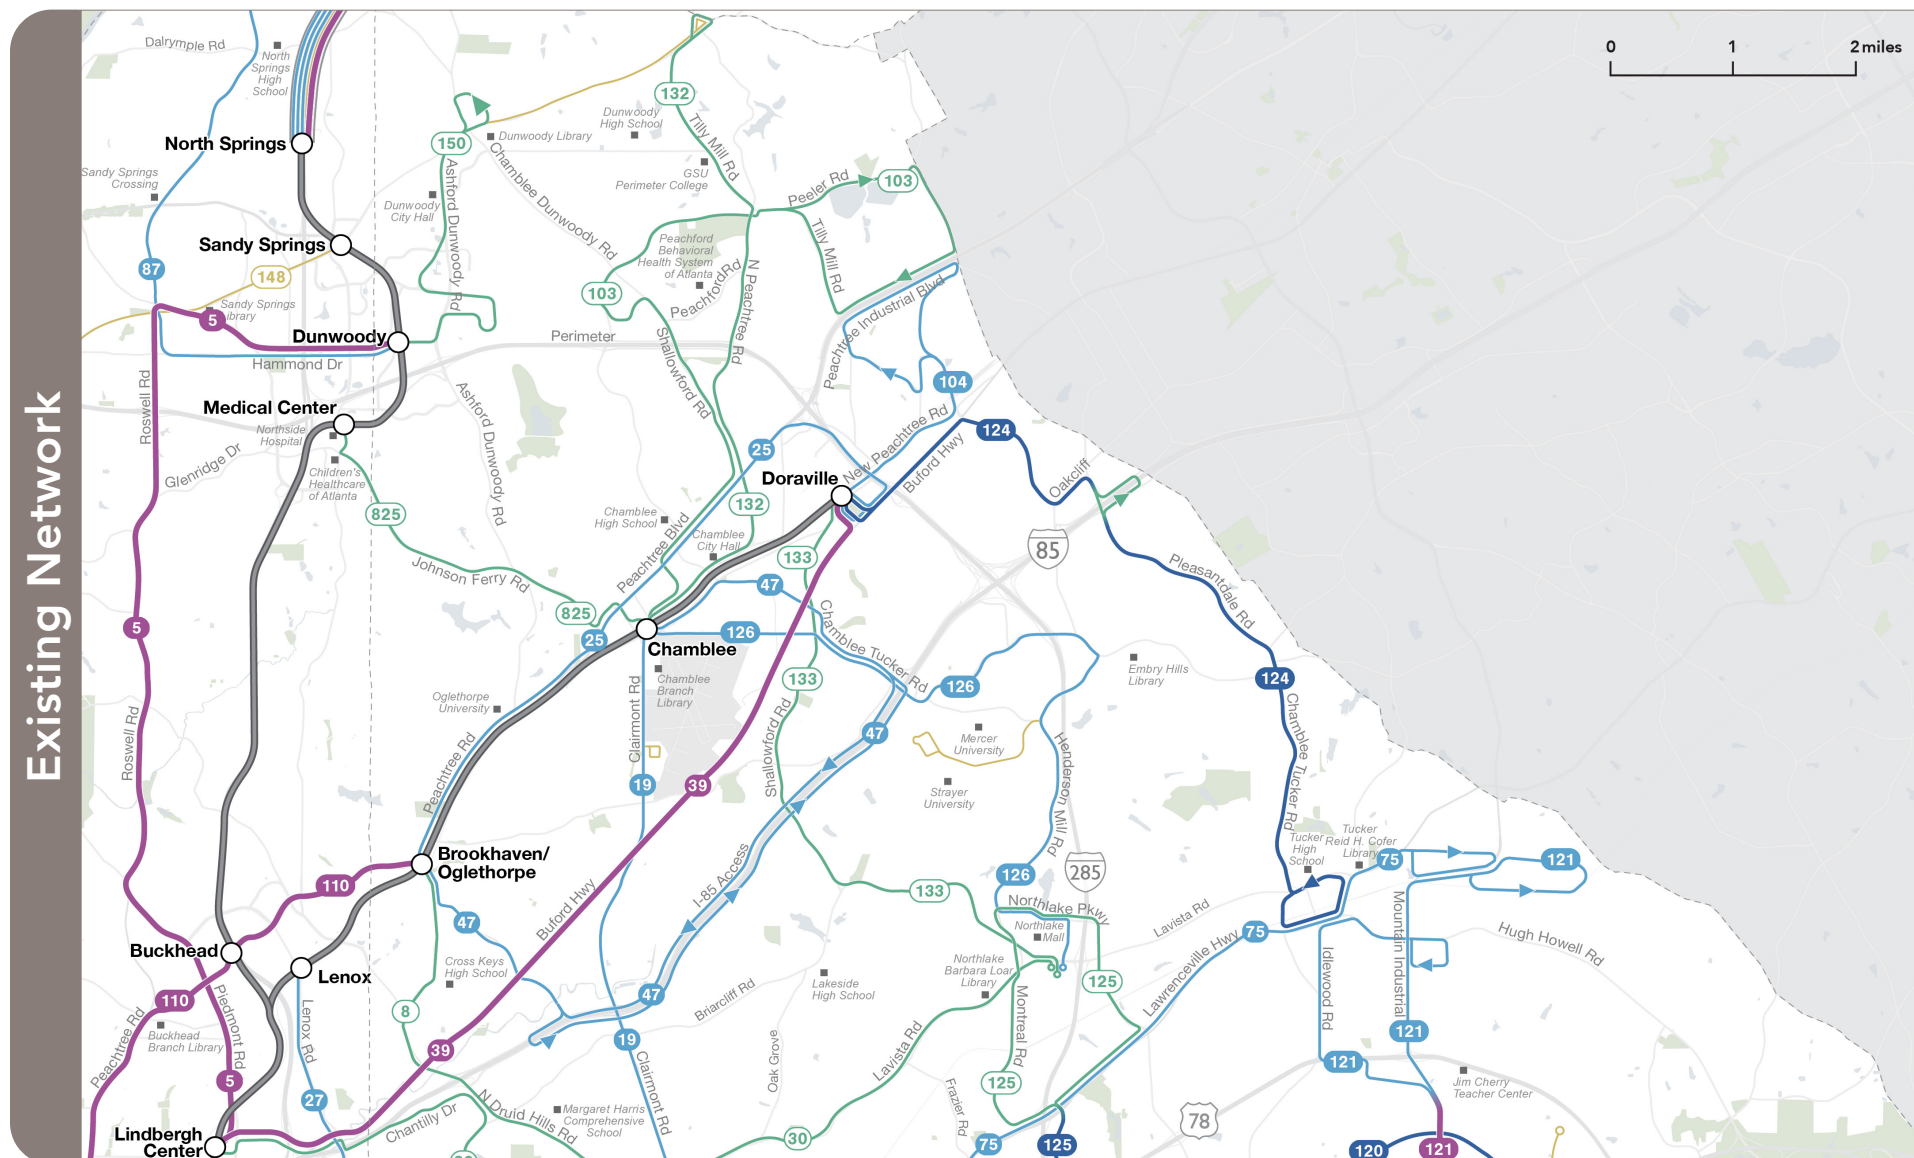 Existing Network
0 1 2 miles
Dalrymple Rd
North
Springs
High
School
132
Dunwoody
High School
Dunwoody Library
150
North Springs
Tilly Mill Rd
GSU
Perimeter College
Sandy Springs
Crossing
Peeler Rd
103
Chamblee Dunwoody Rd
Ashford Dunwoody Rd
Dunwoody
City Hall
Sandy Springs
Tilly Mill Rd
Peachford
Behavioral
Health System
of Atlanta
87
148
Peachford Rd
N Peachtree Rd
103
Sandy Springs
ibrary
5
Peachtree Industrial Blvd
Dunwoody
Perimeter
Hammond Dr
Shallowford Rd
Roswell Rd
104
Ashford Dunwoody Rd
Medical Center
Northside
Hospital
New Peachtree Rd
124
Buford Hwy
25
Glenridge Dr
Children's
Healthcare
of Atlanta
Doraville
Oakcliff
825
132
Chamblee
High School
Chamblee
City Hall
Peachtree Blvd
85
133
Johnson Ferry Rd
Pleasantdale Rd
47
825
5
25
126
Chamblee
Chamblee Tucker Rd
Embry Hills
Library
124
133
126
Chamblee
Branch
Library
Oglethorpe
University
Clairmont Rd
Shallowford Rd
Roswell Rd
Peachtree Rd
47
Mercer
University
Henderson Mill Rd
Chamblee Tucker Rd
19
39
Strayer
University
Tucker
High
School
Tucker
Reid H. Cofer
Library
75
121
Brookhaven/
Oglethorpe
I-85 Access
126
285
110
133
Buford Hwy
Northlake Pkwy
Lavista Rd
47
Northlake
Mall
75
Mountain Industrial
Hugh Howell Rd
Buckhead
Cross Keys
High School
Northlake
Barbara Loar
Library
Lakeside
High School
Lenox
125
Lawrenceville Hwy
Idlewood Rd
47
110
Piedmont Rd
Lenox Rd
8
Briarcliff Rd
Montreal Rd
Buckhead
Branch Library
Peachtree Rd
39
19
Lavista Rd
121
Oak Grove
121
5
27
125
Jim Cherry
Teacher Center
Clairmont Rd
N Druid Hills Rd
Margaret Harris
Comprehensive
School
Chantilly Dr
Frazier Rd
78
Lindbergh
Center
30
75
125
120
121